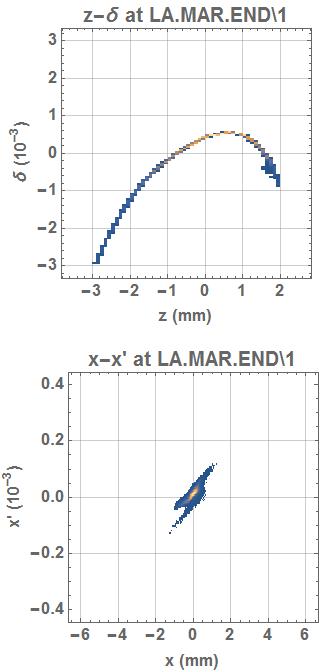 z-δ at LA.MAR.END\1
3
2
1
0
-1
-2
-3
δ (10⁻³)
-3 -2 -1 0 1 2
z (mm)
x-x' at LA.MAR.END\1
0.4
0.2
0.0
-0.2
-0.4
x' (10⁻³)
-6 -4 -2 0 2 4 6
x (mm)